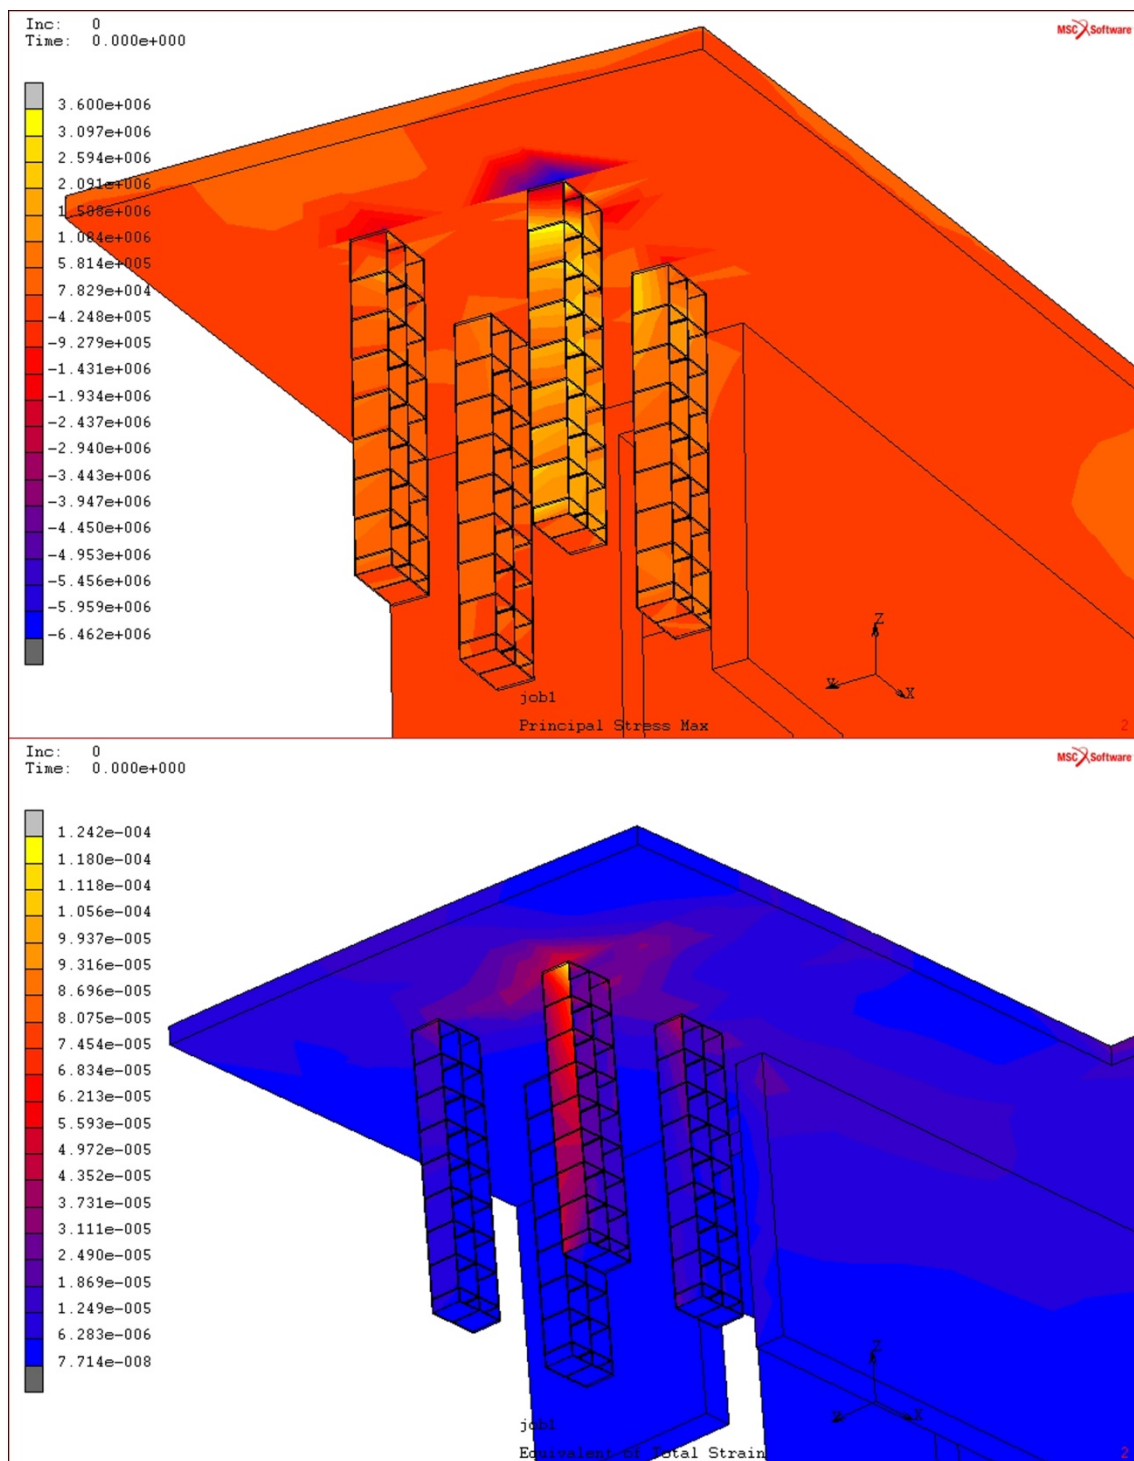 Inc: 0
Time: 0.000e+000
MSC Software
3.600e+006
3.097e+006
2.594e+006
2.091e+006
1.588e+006
1.084e+006
5.814e+005
7.829e+004
-4.248e+005
-9.279e+005
-1.431e+006
-1.934e+006
-2.437e+006
-2.940e+006
-3.443e+006
-3.947e+006
-4.450e+006
-4.953e+006
-5.456e+006
-5.959e+006
-6.462e+006
Z
Y
X
job1
Principal Stress Max
2
Inc: 0
Time: 0.000e+000
MSC Software
1.242e-004
1.180e-004
1.118e-004
1.056e-004
9.937e-005
9.316e-005
8.696e-005
8.075e-005
7.454e-005
6.834e-005
6.213e-005
5.593e-005
4.972e-005
4.352e-005
3.731e-005
3.111e-005
2.490e-005
1.869e-005
1.249e-005
6.283e-006
7.714e-008
Z
Y
X
job1
Equivalent of Total Strain
2